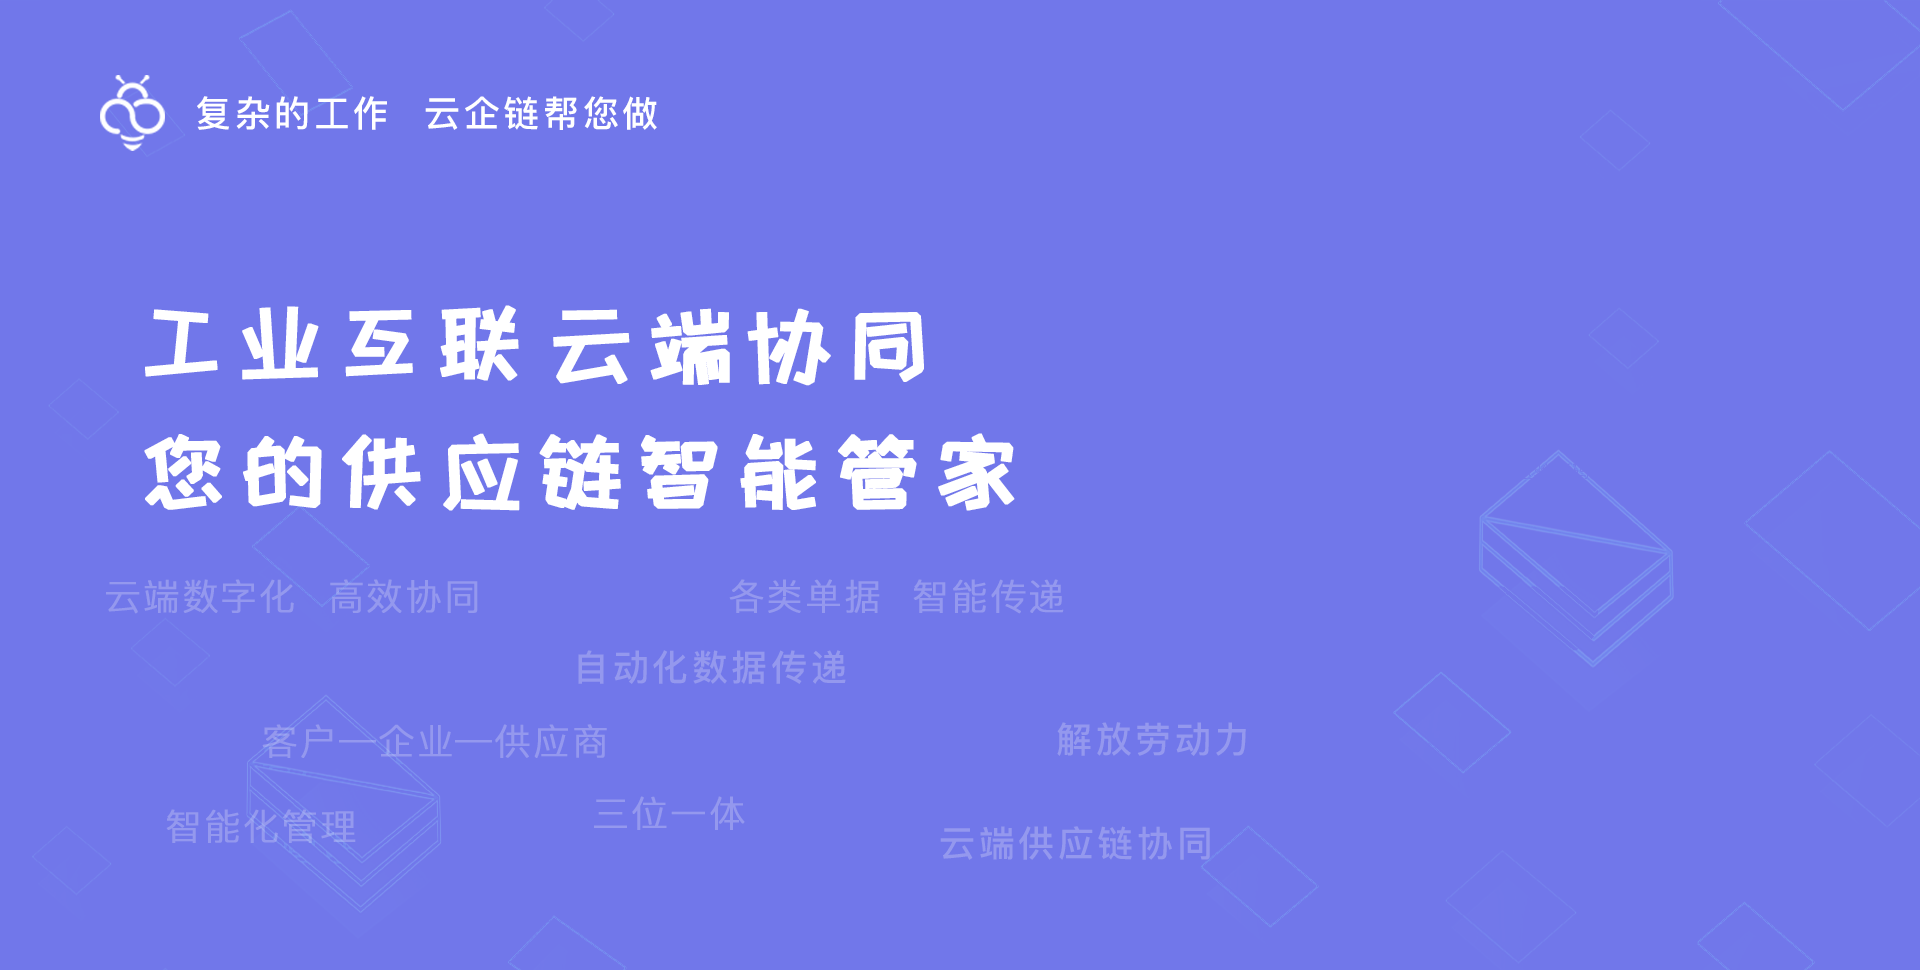 复杂的工作 云企链帮您做
工业互联云端协同
您的供应链智能管家
云端数字化 高效协同
各类单据 智能传递
自动化数据传递
客户—企业—供应商
解放劳动力
智能化管理
三位一体
云端供应链协同